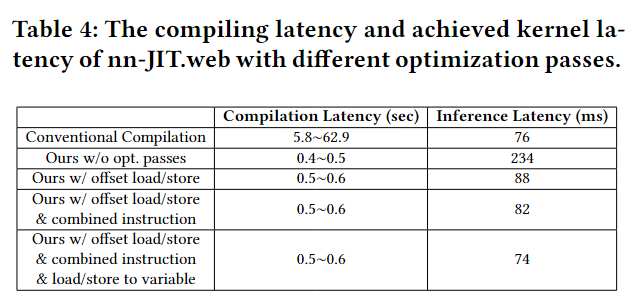 Table 4: The compiling latency and achieved kernel la-
tency of nn-JIT.web with different optimization passes.
Compilation Latency (sec) Inference Latency (ms)
Conventional Compilation 5.8~62.9 76
Ours w/o opt. passes 0.4~0.5 234
Ours w/ offset load/store 0.5~0.6 88
Ours w/ offset load/store
& combined instruction 0.5~0.6 82
Ours w/ offset load/store
& combined instruction 0.5~0.6 74
& load/store to variable